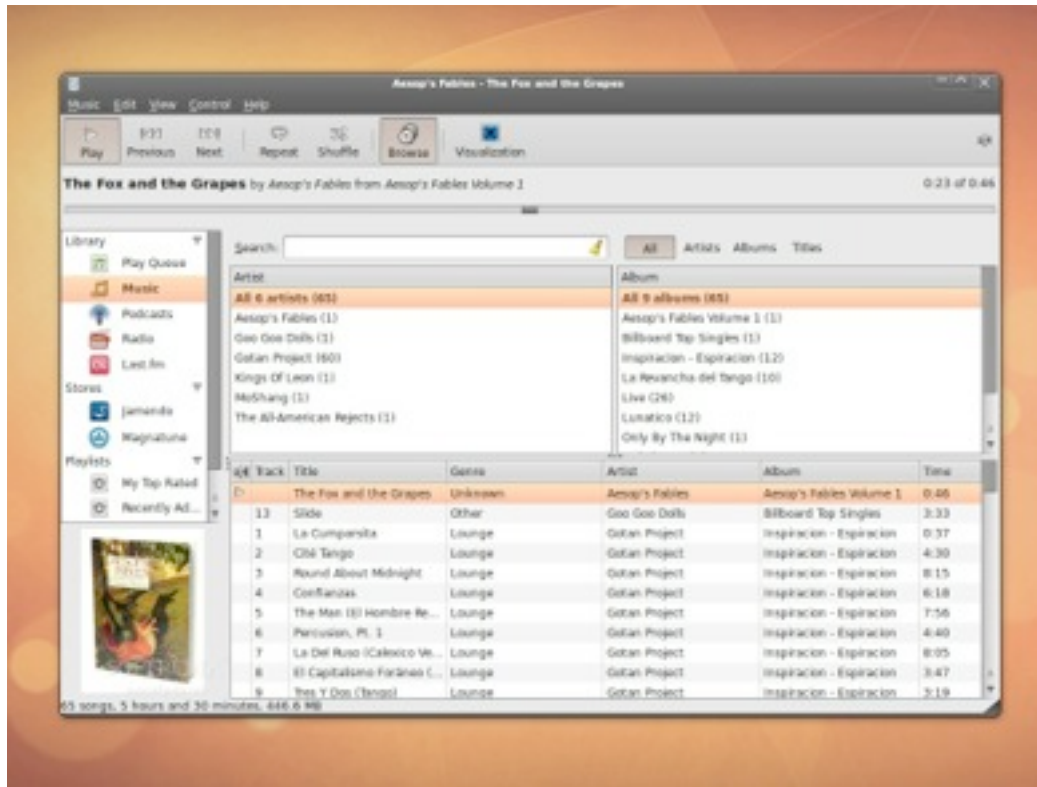 Aesop's Fables - The Fox and the Grapes
Music Edit View Control Help
Play Previous Next Repeat Shuffle Browse Visualization
The Fox and the Grapes by Aesop's Fables from Aesop's Fables Volume 1
0:23 of 0:46
Library
Play Queue
Music
Podcasts
Radio
Last.fm
Stores
Jamendo
Magnatune
Playlists
My Top Rated
Recently Ad...
Search:
All Artists Albums Titles
Artist
All 6 artists (65)
Aesop's Fables (1)
Goo Goo Dolls (1)
Gotan Project (60)
Kings Of Leon (1)
MoShang (1)
The All-American Rejects (1)
Album
All 9 albums (65)
Aesop's Fables Volume 1 (1)
Billboard Top Singles (1)
Inspiracion - Espiracion (12)
La Revancha del Tango (10)
Live (26)
Lunatico (12)
Only By The Night (1)
Track Title Genre Artist Album Time
The Fox and the Grapes Unknown Aesop's Fables Aesop's Fables Volume 1 0:46
13 Slide Other Goo Goo Dolls Billboard Top Singles 3:33
1 La Cumparsita Lounge Gotan Project Inspiracion - Espiracion 0:37
2 Cité Tango Lounge Gotan Project Inspiracion - Espiracion 4:30
3 Round About Midnight Lounge Gotan Project Inspiracion - Espiracion 8:15
4 Confianzas Lounge Gotan Project Inspiracion - Espiracion 6:18
5 The Man (El Hombre Re... Lounge Gotan Project Inspiracion - Espiracion 7:56
6 Percusion, Pt. 1 Lounge Gotan Project Inspiracion - Espiracion 4:40
7 La Del Ruso (Calexico Ve... Lounge Gotan Project Inspiracion - Espiracion 8:05
8 El Capitalismo Foráneo (... Lounge Gotan Project Inspiracion - Espiracion 3:47
9 Tres Y Dos (Tango) Lounge Gotan Project Inspiracion - Espiracion 3:19
65 songs, 5 hours and 30 minutes, 446.6 MB